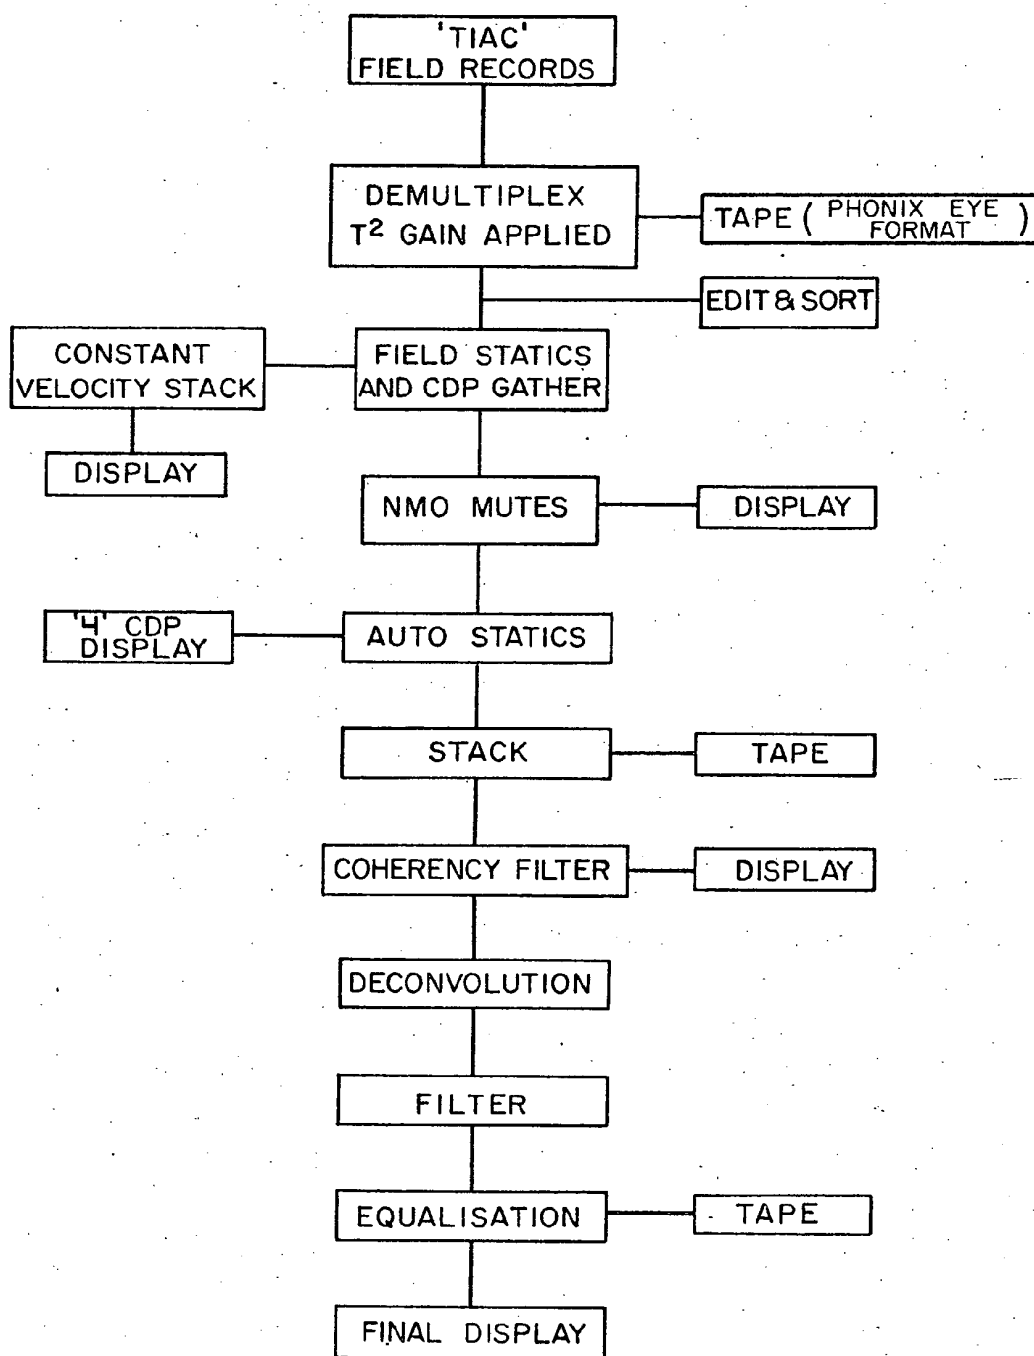 'TIAC'
FIELD RECORDS
DEMULTIPLEX
T² GAIN APPLIED
TAPE ( PHONIX EYE
FORMAT )
EDIT & SORT
CONSTANT
VELOCITY STACK
FIELD STATICS
AND CDP GATHER
DISPLAY
NMO MUTES
DISPLAY
'4' CDP
DISPLAY
AUTO STATICS
STACK
TAPE
COHERENCY FILTER
DISPLAY
DECONVOLUTION
FILTER
EQUALISATION
TAPE
FINAL DISPLAY